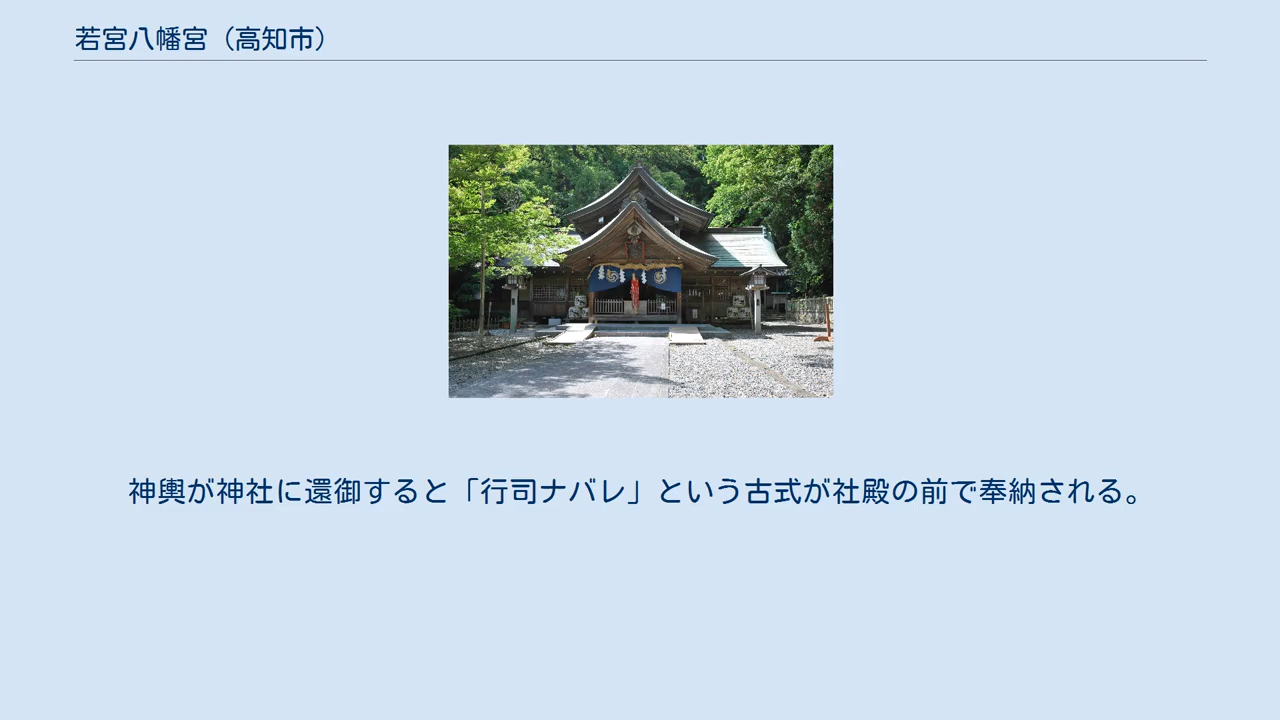 若宮八幡宮（高知市）
神輿が神社に還御すると「行司ナバレ」という古式が社殿の前で奉納される。